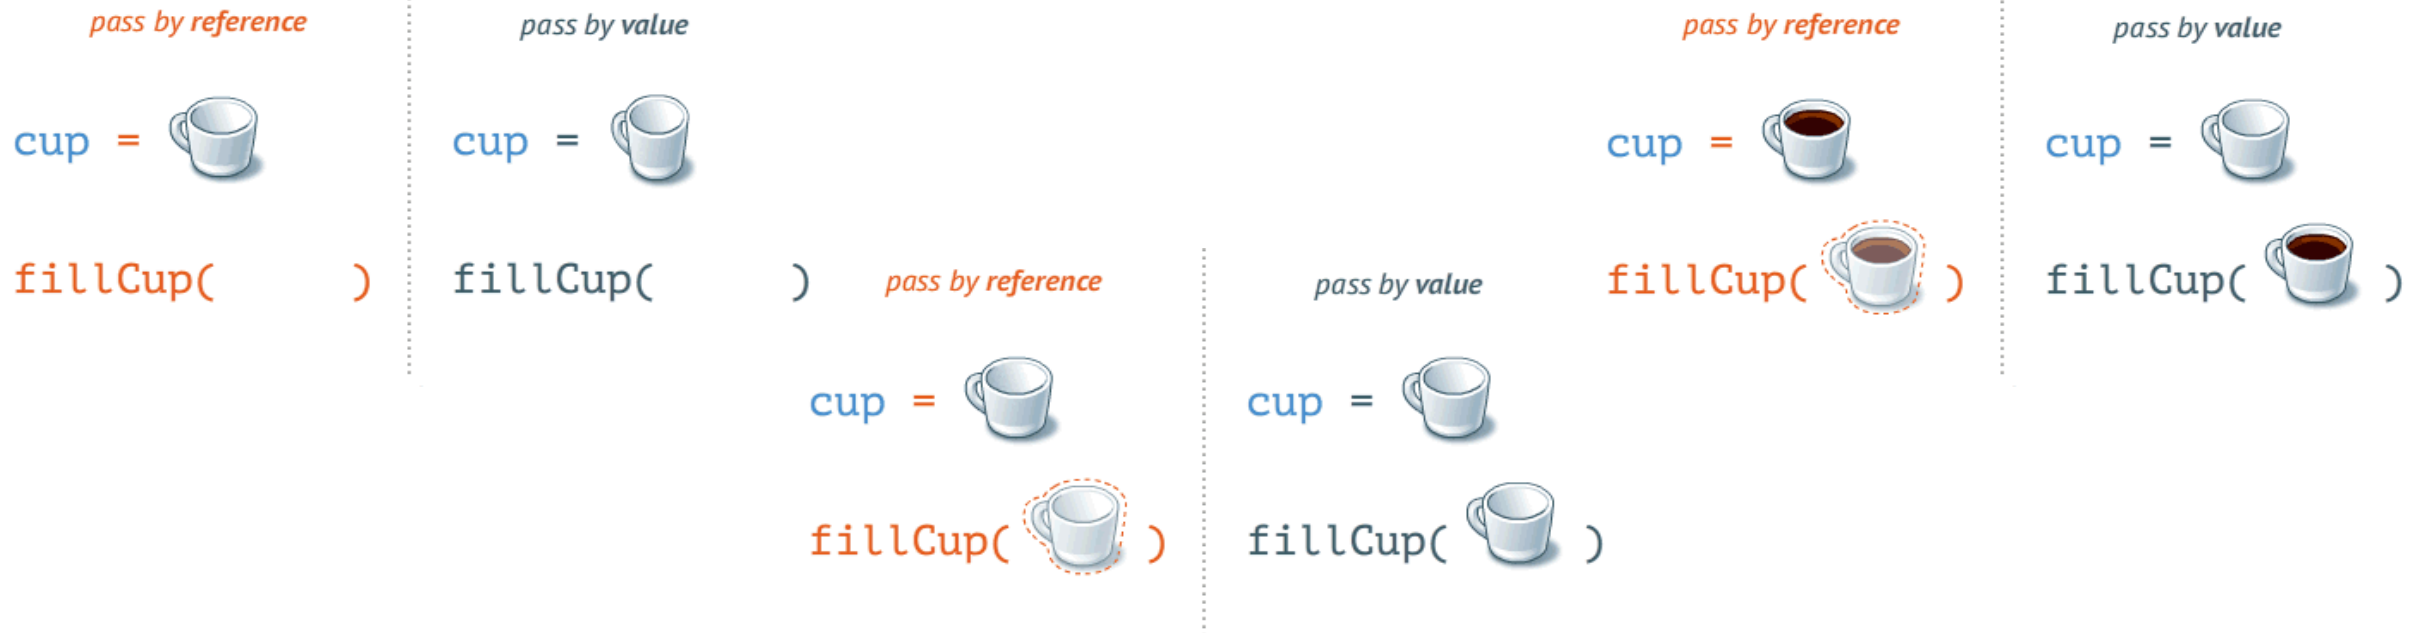 pass by reference
pass by value
cup =
cup =
fillCup( )
fillCup( )
pass by reference
pass by value
cup =
cup =
fillCup( )
fillCup( )
pass by reference
pass by value
cup =
cup =
fillCup( )
fillCup( )